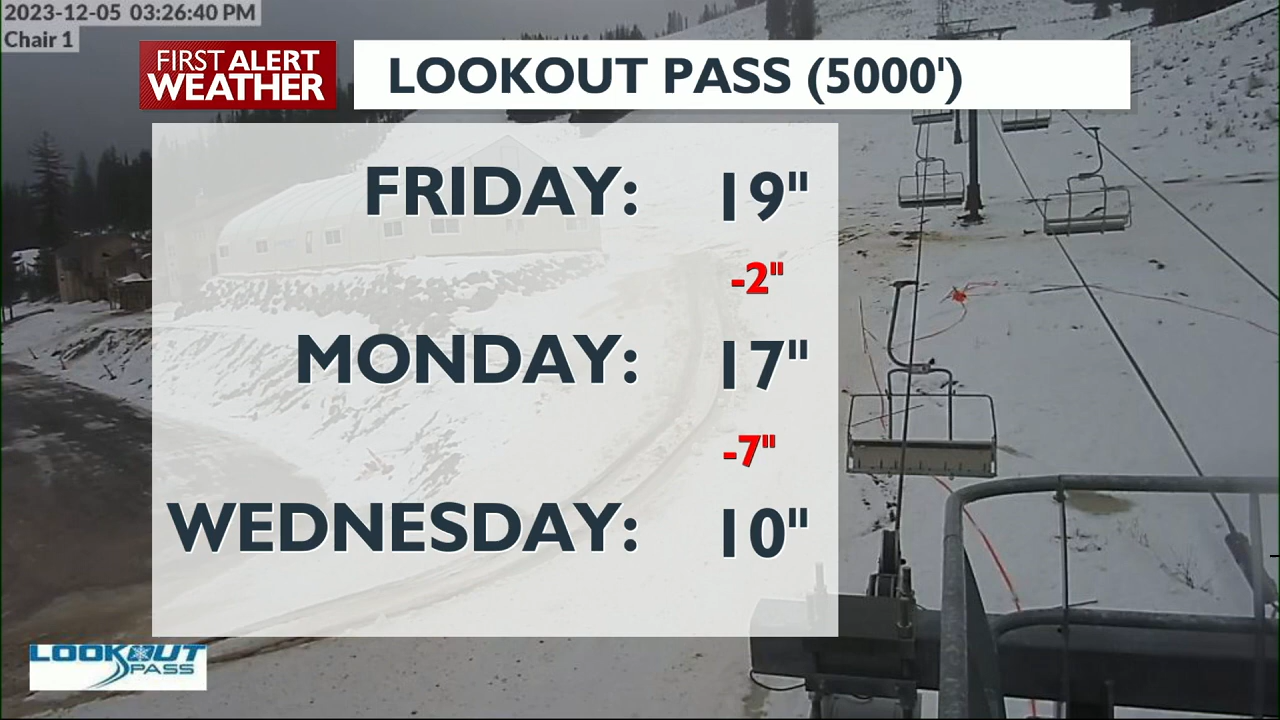 2023-12-05 03:26:40 PM
Chair 1
FIRST ALERT
WEATHER
LOOKOUT PASS (5000')
FRIDAY: 19"
-2"
MONDAY: 17"
-7"
WEDNESDAY: 10"
LOOKOUT
PASS